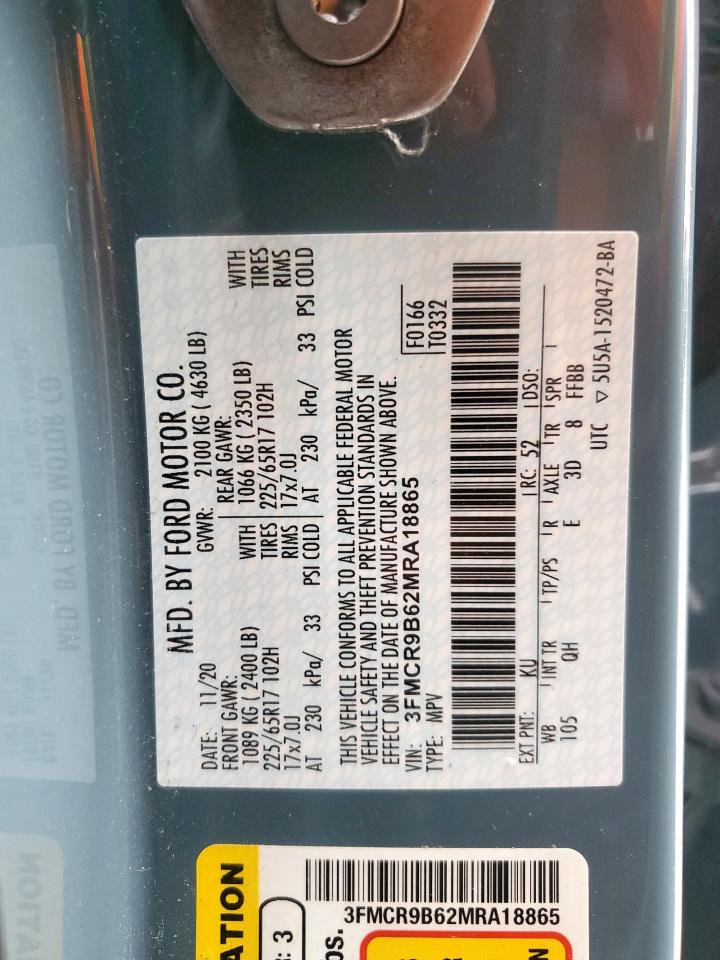 MFD. BY FORD MOTOR CO.
DATE: 11/20 GVWR: 2100 KG ( 4630 LB)
FRONT GAWR: REAR GAWR:
1089 KG ( 2400 LB) WITH 1066 KG ( 2350 LB) WITH
225/65R17 102H TIRES 225/65R17 102H TIRES
17x7.0J RIMS 17x7.0J RIMS
AT 230 kPa/ 33 PSI COLD AT 230 kPa/ 33 PSI COLD
THIS VEHICLE CONFORMS TO ALL APPLICABLE FEDERAL MOTOR
VEHICLE SAFETY AND THEFT PREVENTION STANDARDS IN
EFFECT ON THE DATE OF MANUFACTURE SHOWN ABOVE.
VIN: 3FMCR9B62MRA18865 F0166
TYPE: MPV T0332
EXT PNT: KU RC: 52 DSO:
WB INT TR TP/PS R AXLE TR SPR
105 QH E 3D 8 FFBB
UTC ▽ 5U5A-1520472-BA
ATION
: 3
3FMCR9B62MRA18865
os.